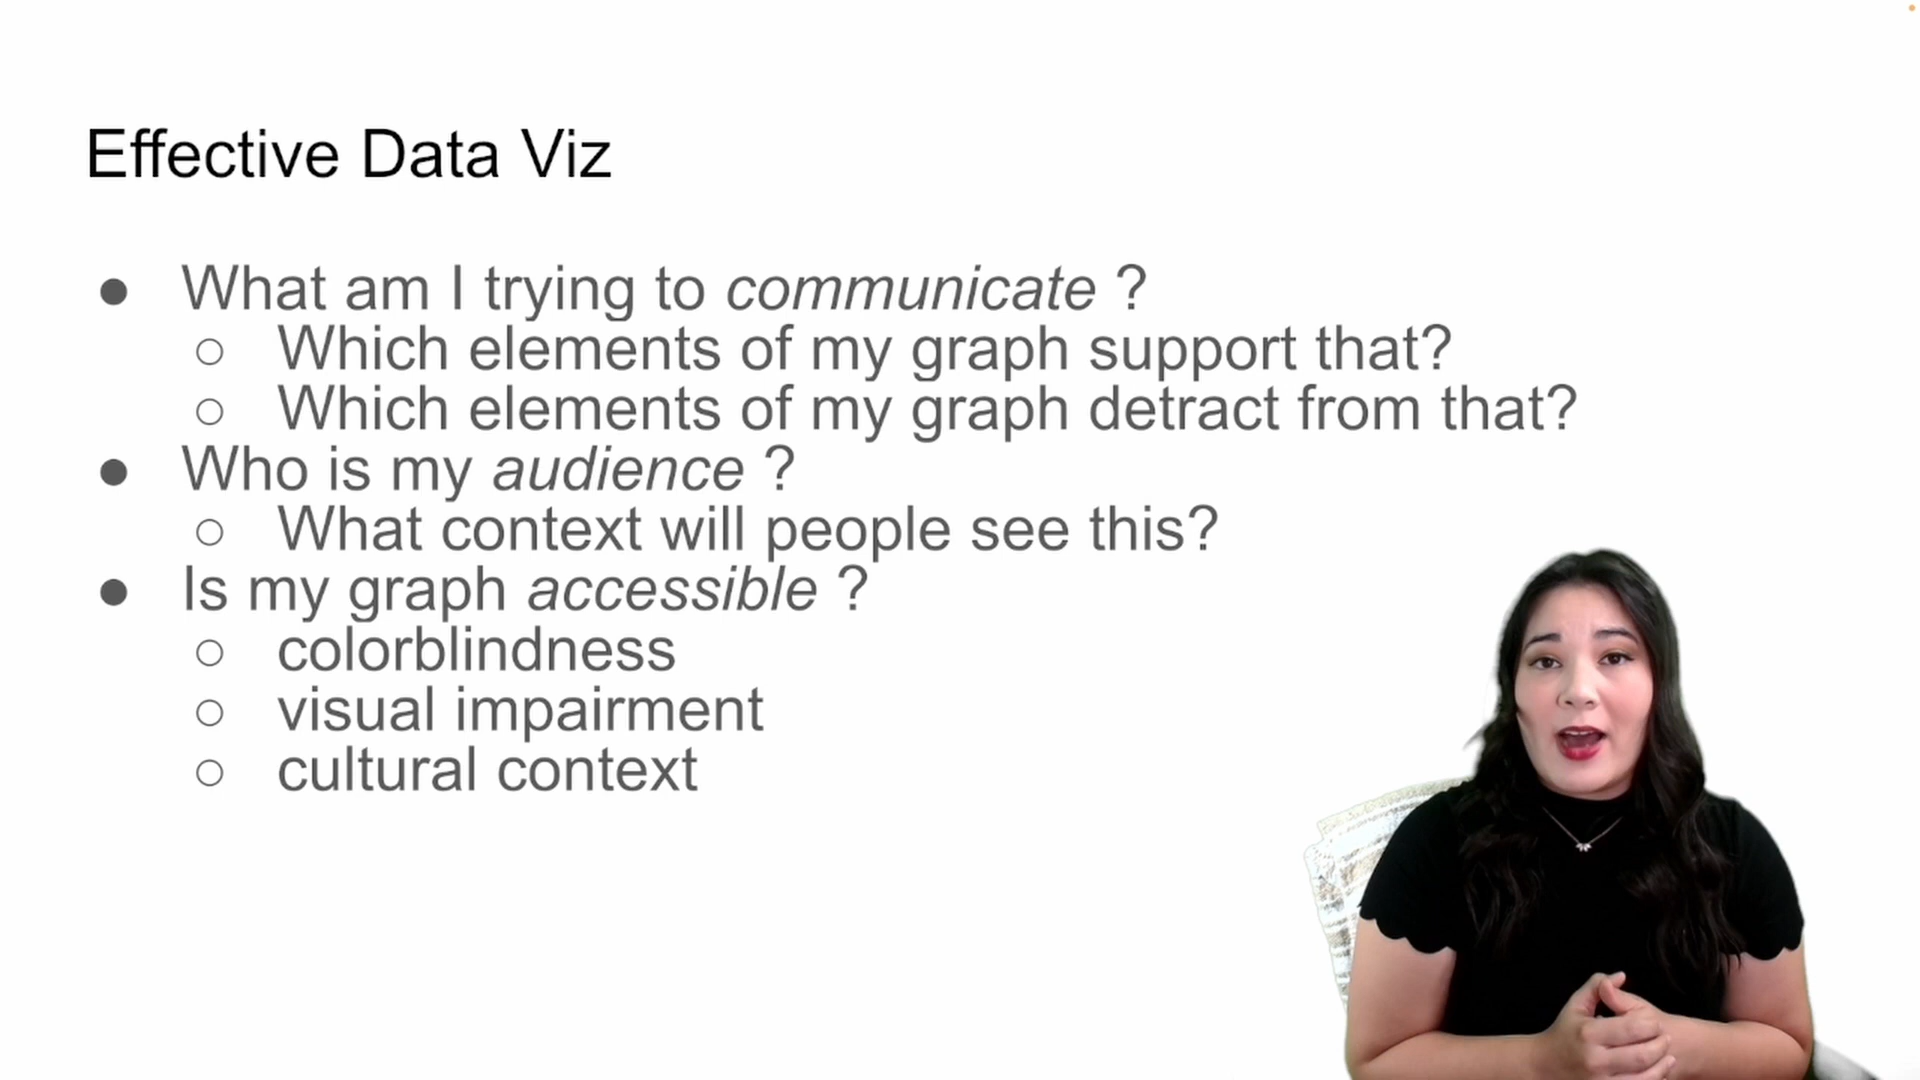 Effective Data Viz
● What am I trying to communicate ?
○ Which elements of my graph support that?
○ Which elements of my graph detract from that?
● Who is my audience ?
○ What context will people see this?
● Is my graph accessible ?
○ colorblindness
○ visual impairment
○ cultural context